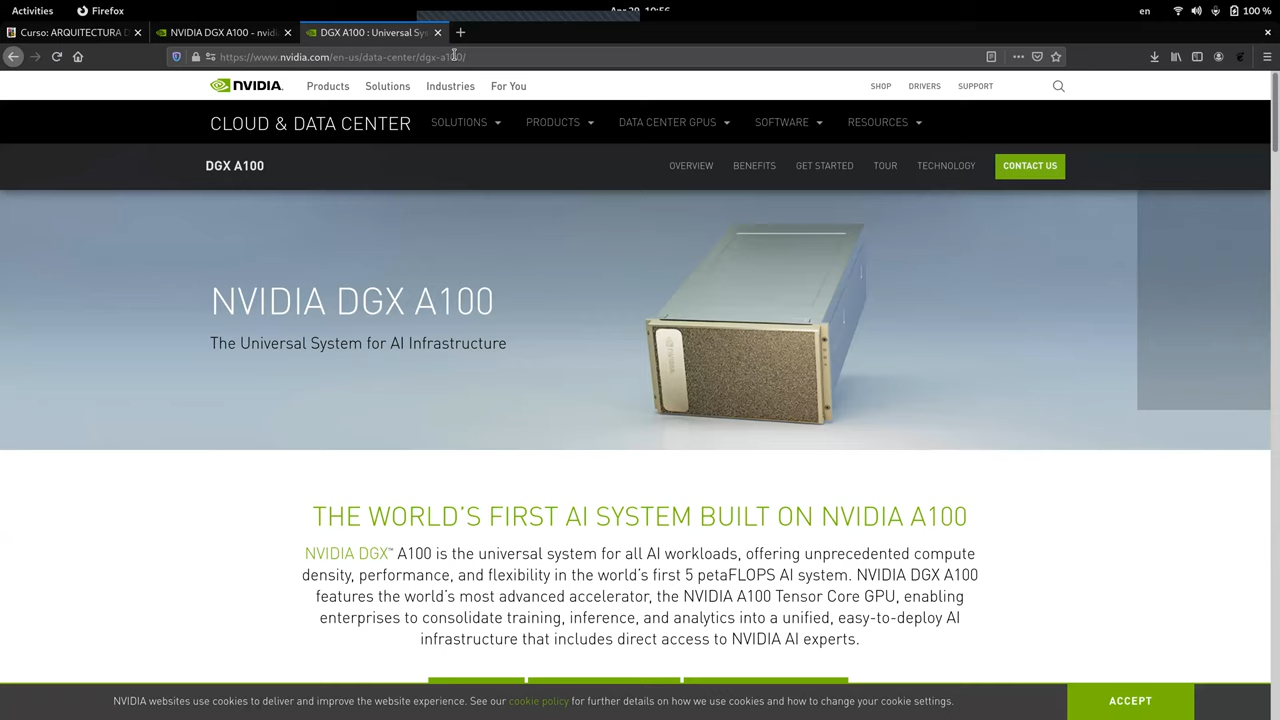 Activities Firefox Apr 29 10:56 en 100 %
Curso: ARQUITECTURA D NVIDIA DGX A100 - nvidi DGX A100 : Universal Sys
https://www.nvidia.com/en-us/data-center/dgx-a100/
NVIDIA. Products Solutions Industries For You SHOP DRIVERS SUPPORT
CLOUD & DATA CENTER SOLUTIONS PRODUCTS DATA CENTER GPUS SOFTWARE RESOURCES
DGX A100 OVERVIEW BENEFITS GET STARTED TOUR TECHNOLOGY CONTACT US
NVIDIA DGX A100
The Universal System for AI Infrastructure
THE WORLD'S FIRST AI SYSTEM BUILT ON NVIDIA A100
NVIDIA DGX™ A100 is the universal system for all AI workloads, offering unprecedented compute
density, performance, and flexibility in the world's first 5 petaFLOPS AI system. NVIDIA DGX A100
features the world's most advanced accelerator, the NVIDIA A100 Tensor Core GPU, enabling
enterprises to consolidate training, inference, and analytics into a unified, easy-to-deploy AI
infrastructure that includes direct access to NVIDIA AI experts.
NVIDIA websites use cookies to deliver and improve the website experience. See our cookie policy for further details on how we use cookies and how to change your cookie settings. ACCEPT